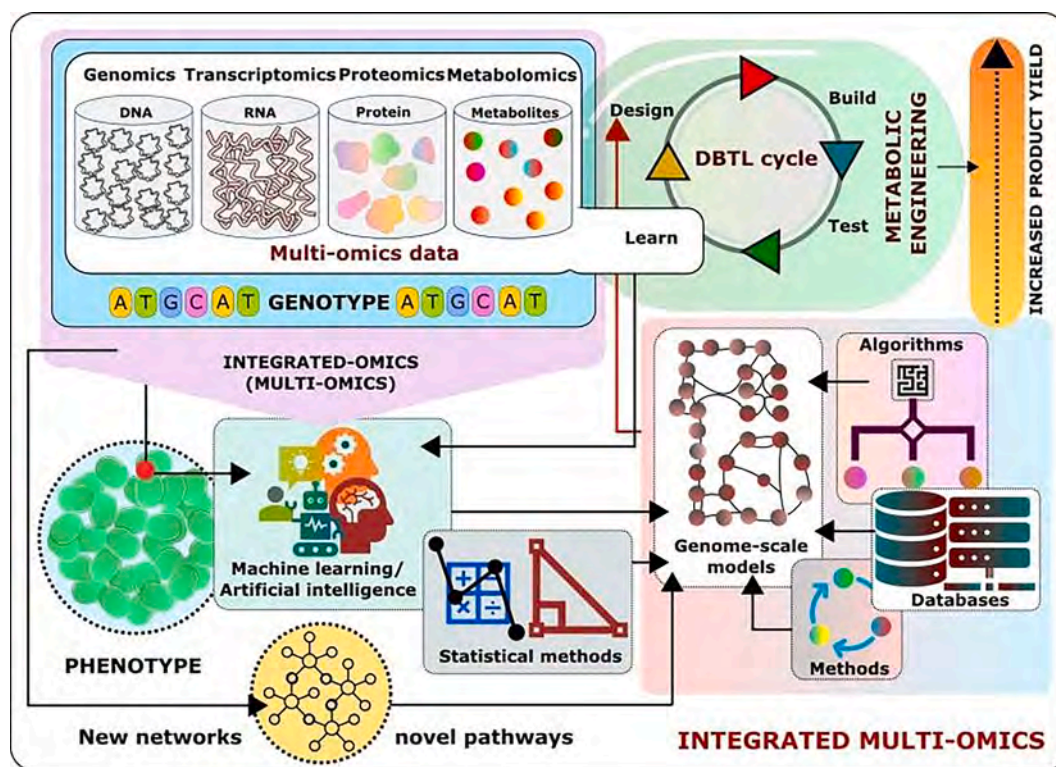 Genomics Transcriptomics Proteomics Metabolomics
DNA
RNA
Protein
Metabolites
Multi-omics data
A T G C A T GENOTYPE A T G C A T
INTEGRATED-OMICS
(MULTI-OMICS)
Design
Build
DBTL cycle
Learn
Test
METABOLIC
ENGINEERING
INCREASED PRODUCT YIELD
Algorithms
Genome-scale
models
Databases
Methods
Machine learning/
Artificial intelligence
+
×
÷
Statistical methods
PHENOTYPE
New networks
novel pathways
INTEGRATED MULTI-OMICS